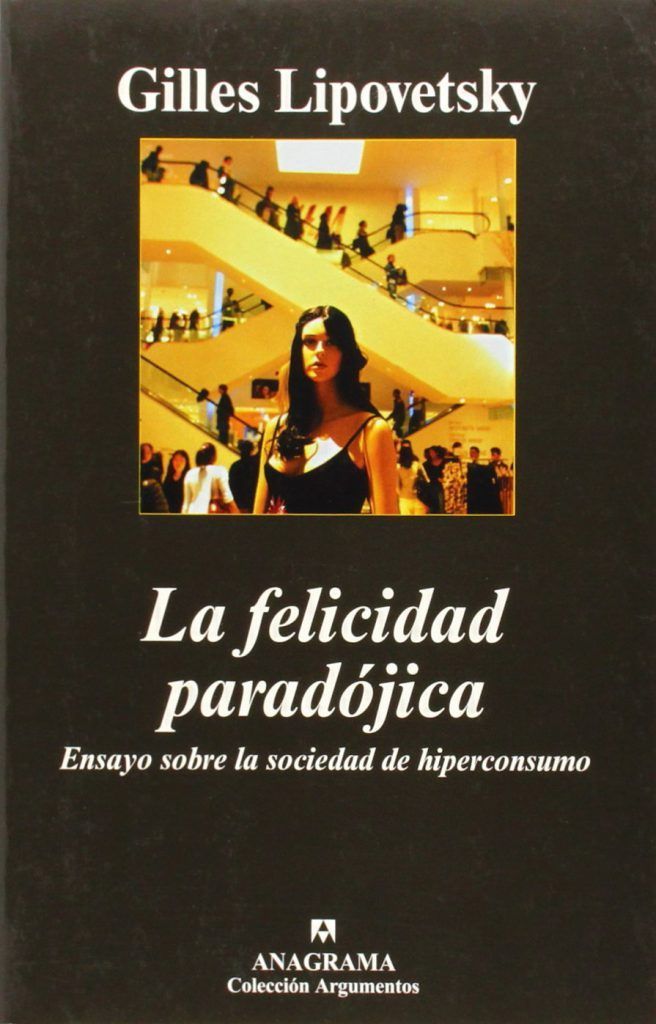 Gilles Lipovetsky
La felicidad
paradójica
Ensayo sobre la sociedad de hiperconsumo
ANAGRAMA
Colección Argumentos